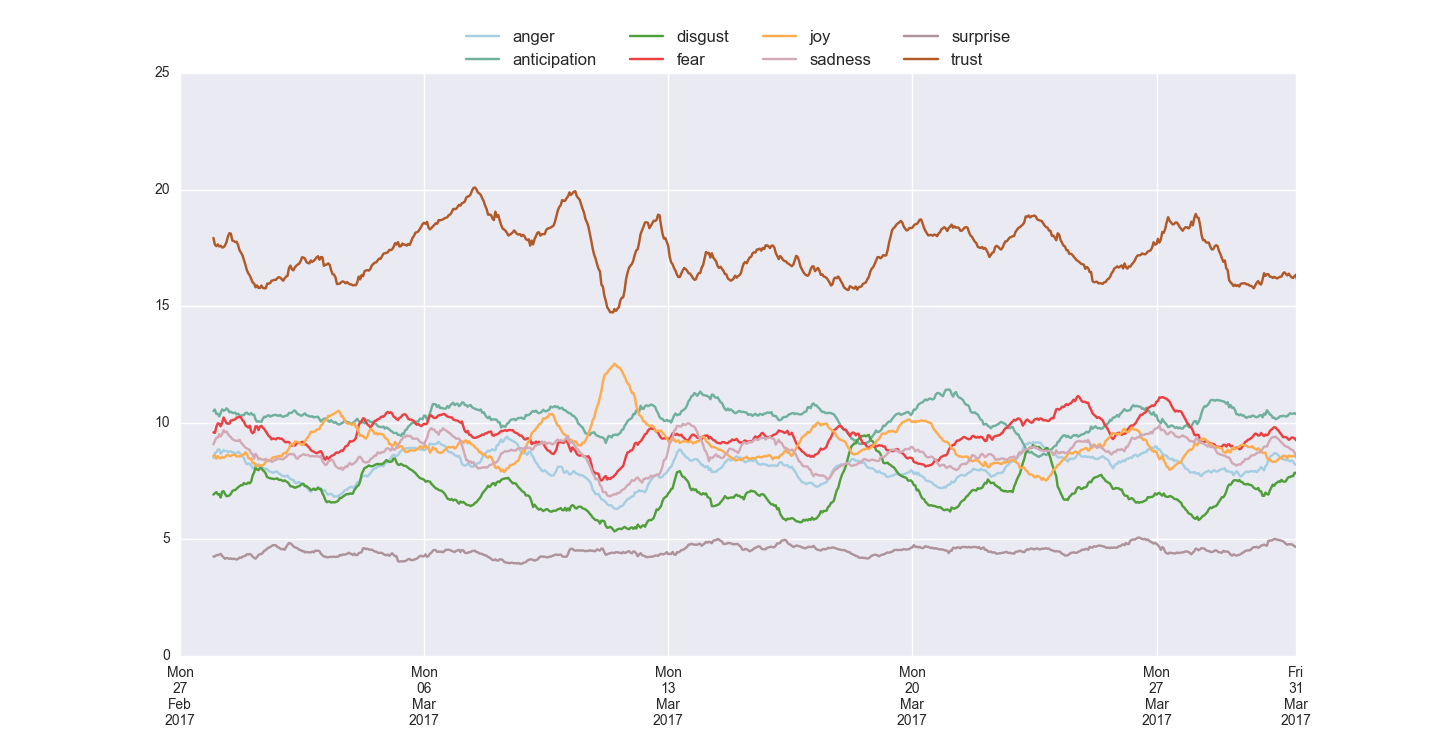 anger disgust joy surprise
anticipation fear sadness trust
25
20
15
10
5
0
Mon Mon Mon Mon Mon Fri
27 06 13 20 27 31
Feb Mar Mar Mar Mar Mar
2017 2017 2017 2017 2017 2017